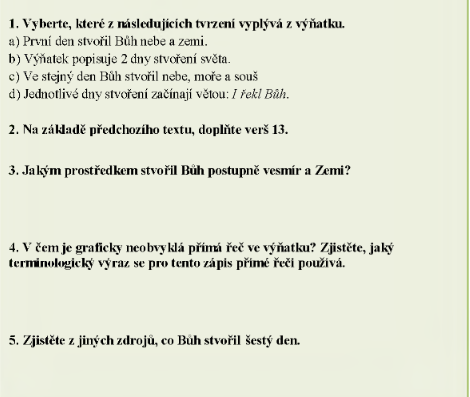 1. Vyberte, které z následujících tvrzení vyplývá z výňatku.
a) První den stvořil Bůh nebe a zemi.
b) Výňatek popisuje 2 dny stvoření světa.
c) Ve stejný den Bůh stvořil nebe, moře a souš
d) Jednotlivé dny stvoření začínají větou: I řekl Bůh.
2. Na základě předchozího textu, doplňte verš 13.
3. Jakým prostředkem stvořil Bůh postupně vesmír a Zemi?
4. V čem je graficky neobvyklá přímá řeč ve výňatku? Zjistěte, jaký
terminologický výraz se pro tento zápis přímé řeči používá.
5. Zjistěte z jiných zdrojů, co Bůh stvořil šestý den.